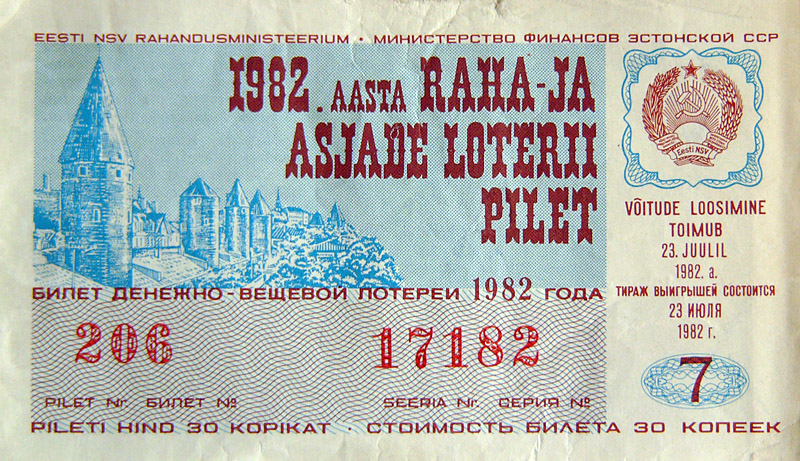 EESTI NSV RAHANDUSMINISTEERIUM • МИНИСТЕРСТВО ФИНАНСОВ ЭСТОНСКОЙ ССР
1982. AASTA RAHA-JA
ASJADE LOTERII
PILET
Eesti NSV
VÕITUDE LOOSIMINE
TOIMUB
23. JUULIL
1982. a.
ТИРАЖ ВЫИГРЫШЕЙ СОСТОИТСЯ
23 ИЮЛЯ
1982 г.
7
БИЛЕТ ДЕНЕЖНО-ВЕЩЕВОЙ ЛОТЕРЕИ 1982 ГОДА
206 17182
PILET Nr. БИЛЕТ № SEERIA Nr. СЕРИЯ №
PILETI HIND 30 KOPIKAT • СТОИМОСТЬ БИЛЕТА 30 КОПЕЕК